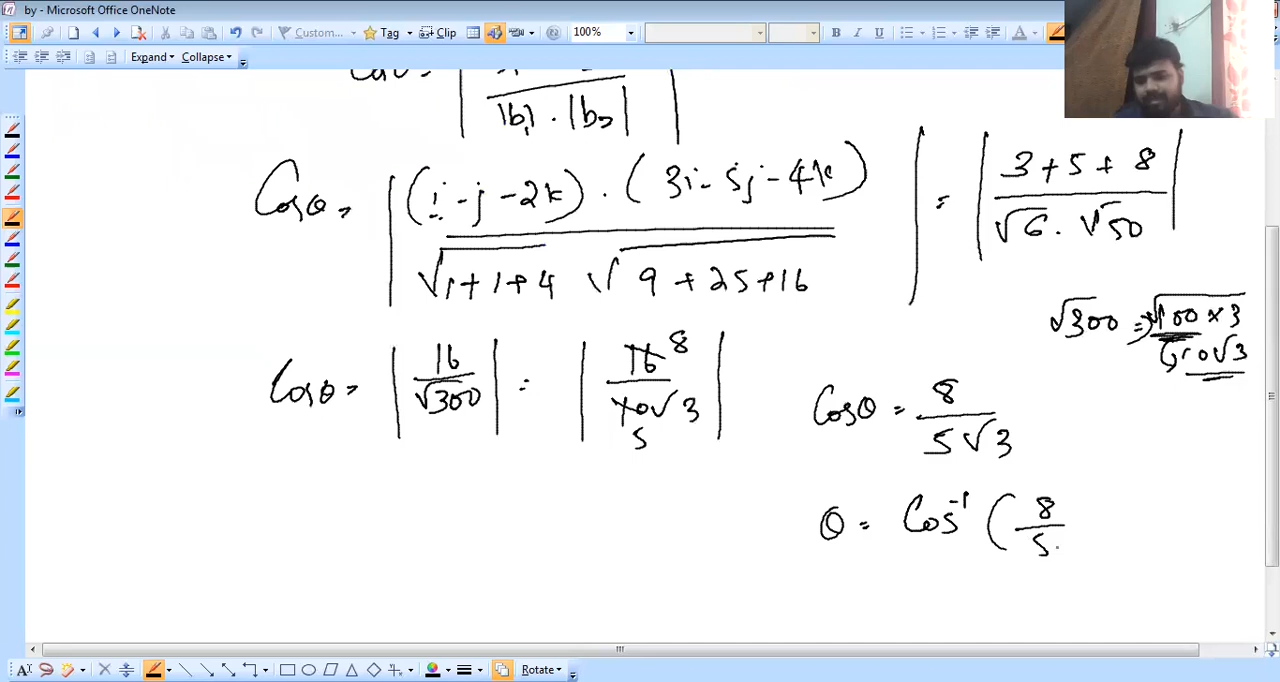 by - Microsoft Office OneNote
Custom... Tag Clip 100% B I U A
Expand Collapse
|b₁| . |b₂|
Cosθ = |(i - j - 2k) . (3i - 5j - 4k) / √1+1+4 √9+25+16| = |3+5+8 / √6 . √50|
√300 = √100 × 3
10√3
Cosθ = |16/√300| = |16 8 / 10√3 5|
Cosθ = 8/5√3
θ = Cos⁻¹ (8/5
A Rotate